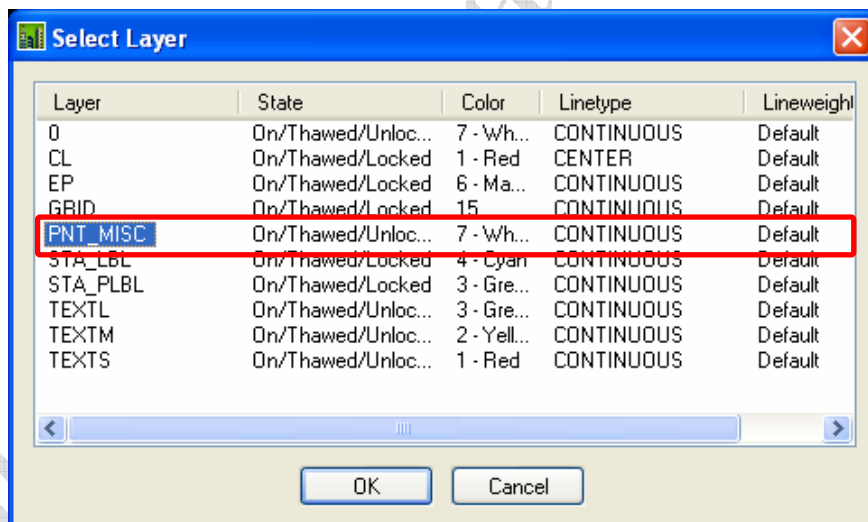 Select Layer
Layer State Color Linetype Lineweight
0 On/Thawed/Unloc... 7 - Wh... CONTINUOUS Default
CL On/Thawed/Locked 1 - Red CENTER Default
EP On/Thawed/Locked 6 - Ma... CONTINUOUS Default
GRID On/Thawed/Locked 15 CONTINUOUS Default
PNT_MISC On/Thawed/Unloc... 7 - Wh... CONTINUOUS Default
STA_LBL On/Thawed/Locked 4 - Cyan CONTINUOUS Default
STA_PLBL On/Thawed/Locked 3 - Gre... CONTINUOUS Default
TEXTL On/Thawed/Unloc... 3 - Gre... CONTINUOUS Default
TEXTM On/Thawed/Unloc... 2 - Yell... CONTINUOUS Default
TEXTS On/Thawed/Unloc... 1 - Red CONTINUOUS Default
OK Cancel